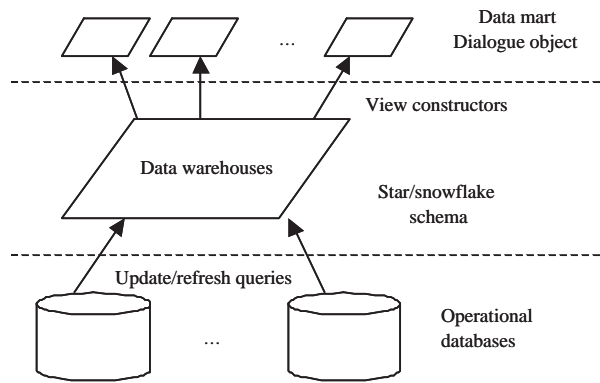 Data mart
Dialogue object
...
View constructors
Data warehouses
Star/snowflake
schema
Update/refresh queries
Operational
databases
...